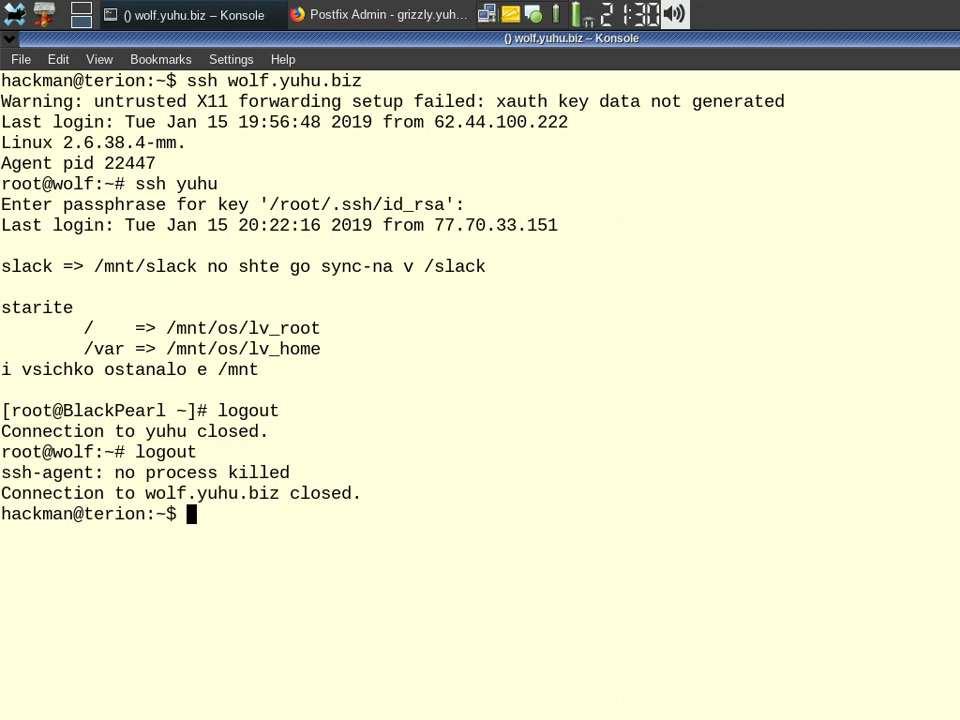 () wolf.yuhu.biz – Konsole
Postfix Admin - grizzly.yuh...
21:30
() wolf.yuhu.biz – Konsole
File Edit View Bookmarks Settings Help
hackman@terion:~$ ssh wolf.yuhu.biz
Warning: untrusted X11 forwarding setup failed: xauth key data not generated
Last login: Tue Jan 15 19:56:48 2019 from 62.44.100.222
Linux 2.6.38.4-mm.
Agent pid 22447
root@wolf:~# ssh yuhu
Enter passphrase for key '/root/.ssh/id_rsa':
Last login: Tue Jan 15 20:22:16 2019 from 77.70.33.151
slack => /mnt/slack no shte go sync-na v /slack
starite
/ => /mnt/os/lv_root
/var => /mnt/os/lv_home
i vsichko ostanalo e /mnt
[root@BlackPearl ~]# logout
Connection to yuhu closed.
root@wolf:~# logout
ssh-agent: no process killed
Connection to wolf.yuhu.biz closed.
hackman@terion:~$